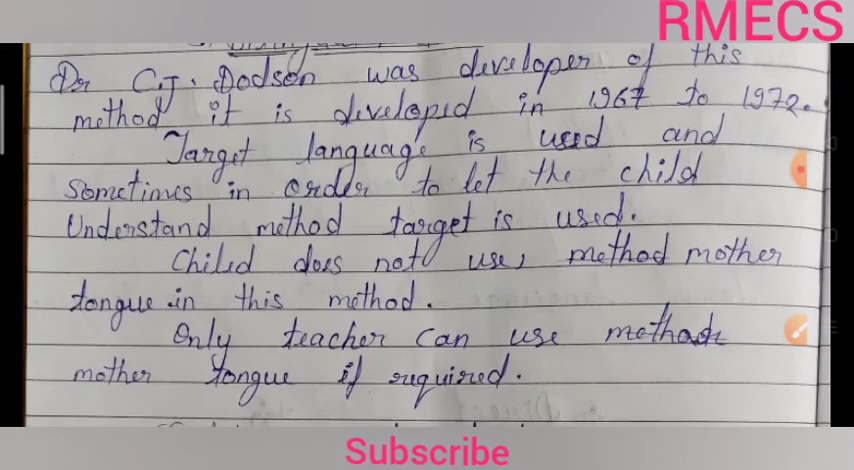 RMECS
Dr C.J. Dodson was developer of this
method it is developed in 1967 to 1972.
Target language is used and
Sometimes in order to let the child
Understand method target is used.
Chiled does not use, method mother
tongue in this method.
Only teacher can use method
mother tongue if required.
Subscribe